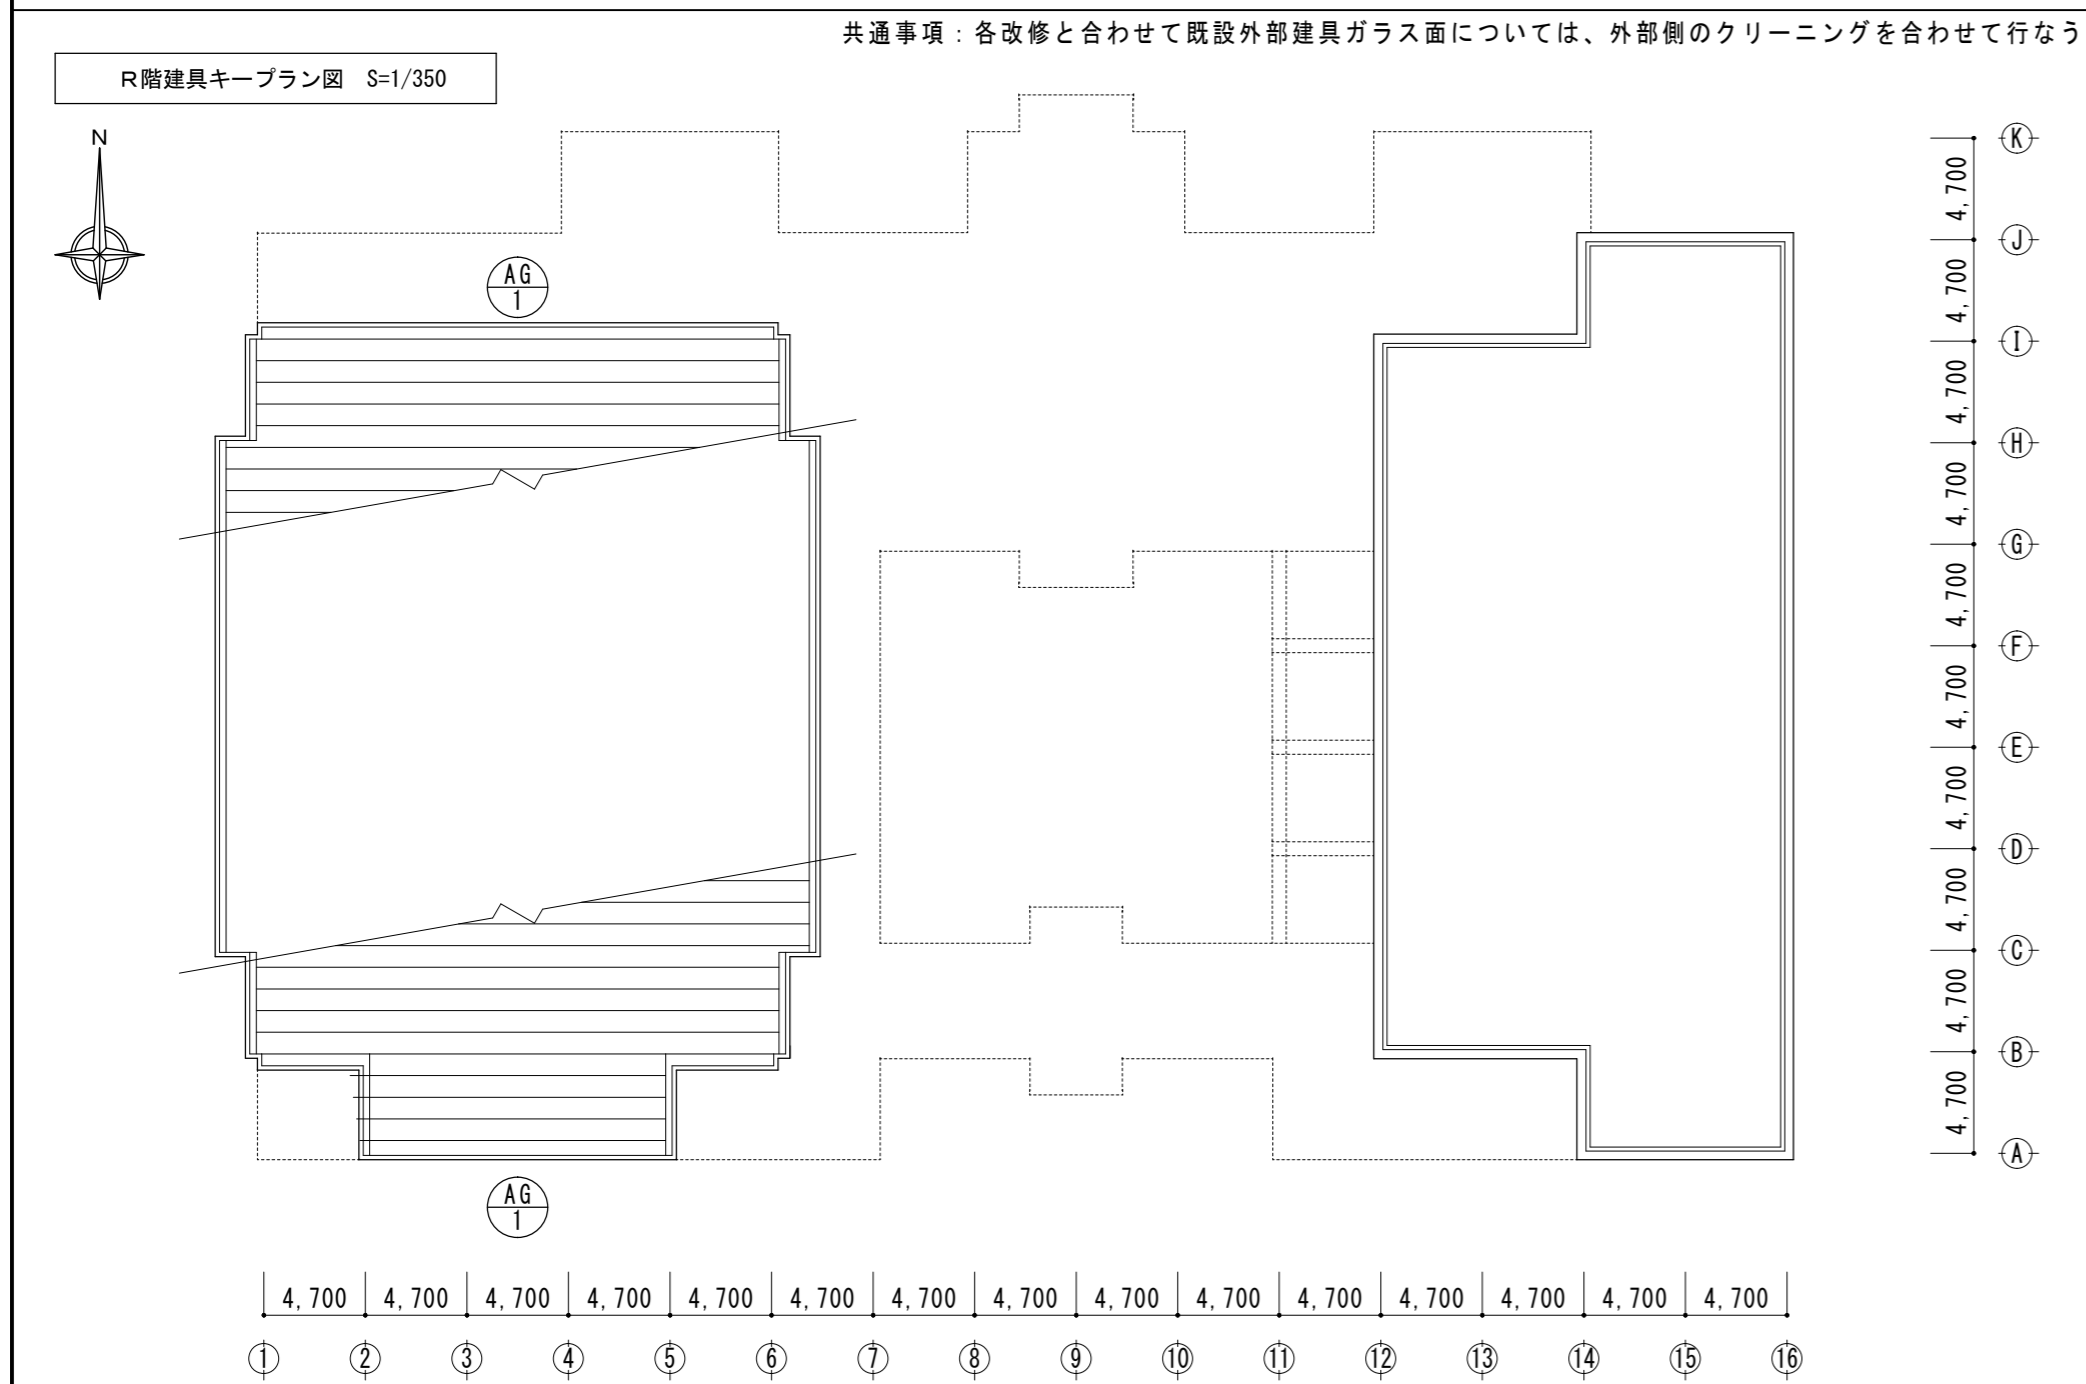 共通事項：各改修と合わせて既設外部建具ガラス面については、外部側のクリーニングを合わせて行なう
R階建具キープラン図 S=1/350
N
K
4,700
J
4,700
I
4,700
H
4,700
G
4,700
F
4,700
E
4,700
D
4,700
C
4,700
B
4,700
A
AG
1
AG
1
4,700 4,700 4,700 4,700 4,700 4,700 4,700 4,700 4,700 4,700 4,700 4,700 4,700 4,700 4,700
① ② ③ ④ ⑤ ⑥ ⑦ ⑧ ⑨ ⑩ ⑪ ⑫ ⑬ ⑭ ⑮ ⑯